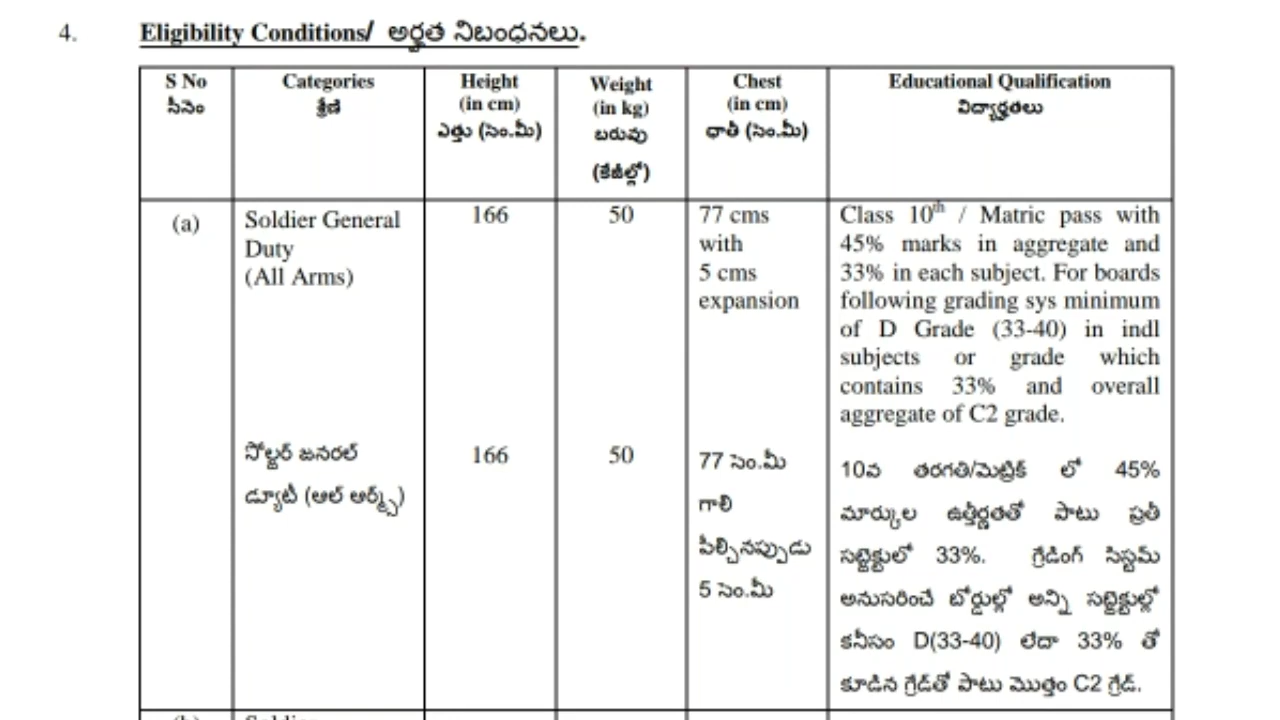 4. Eligibility Conditions/ అర్హత నిబంధనలు.
S No
సీనెం
Categories
శ్రేణి
Height
(in cm)
ఎత్తు (సెం.మీ)
Weight
(in kg)
బరువు
(కేజీల్లో)
Chest
(in cm)
ఛాతీ (సెం.మీ)
Educational Qualification
విద్యార్హతలు
(a)
Soldier General
Duty
(All Arms)
166
50
77 cms
with
5 cms
expansion
Class 10th / Matric pass with
45% marks in aggregate and
33% in each subject. For boards
following grading sys minimum
of D Grade (33-40) in indl
subjects or grade which
contains 33% and overall
aggregate of C2 grade.
సోల్జర్ జనరల్
డ్యూటీ (ఆల్ ఆర్మ్స్)
166
50
77 సెం.మీ
గాలి
పీల్చినప్పుడు
5 సెం.మీ
10వ తరగతి/మెట్రిక్ లో 45%
మార్కుల ఉత్తీర్ణతతో పాటు ప్రతీ
సబ్జెక్టులో 33%. గ్రేడింగ్ సిస్టమ్
అనుసరించే బోర్డుల్లో అన్ని సబ్జెక్టుల్లో
కనీసం D(33-40) లేదా 33% తో
కూడిన గ్రేడ్‌తో పాటు మొత్తం C2 గ్రేడ్.